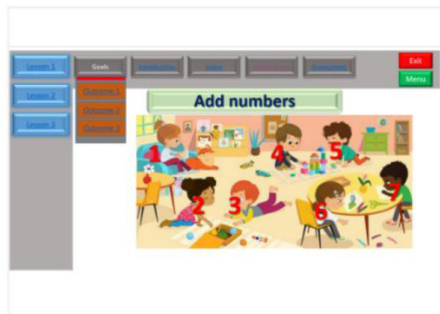 Lesson 1
Goals
Exit
Menu
Lesson 2
Outcome 1
Outcome 2
Lesson 3
Outcome 3
Add numbers
1
4
5
2
3
6
7